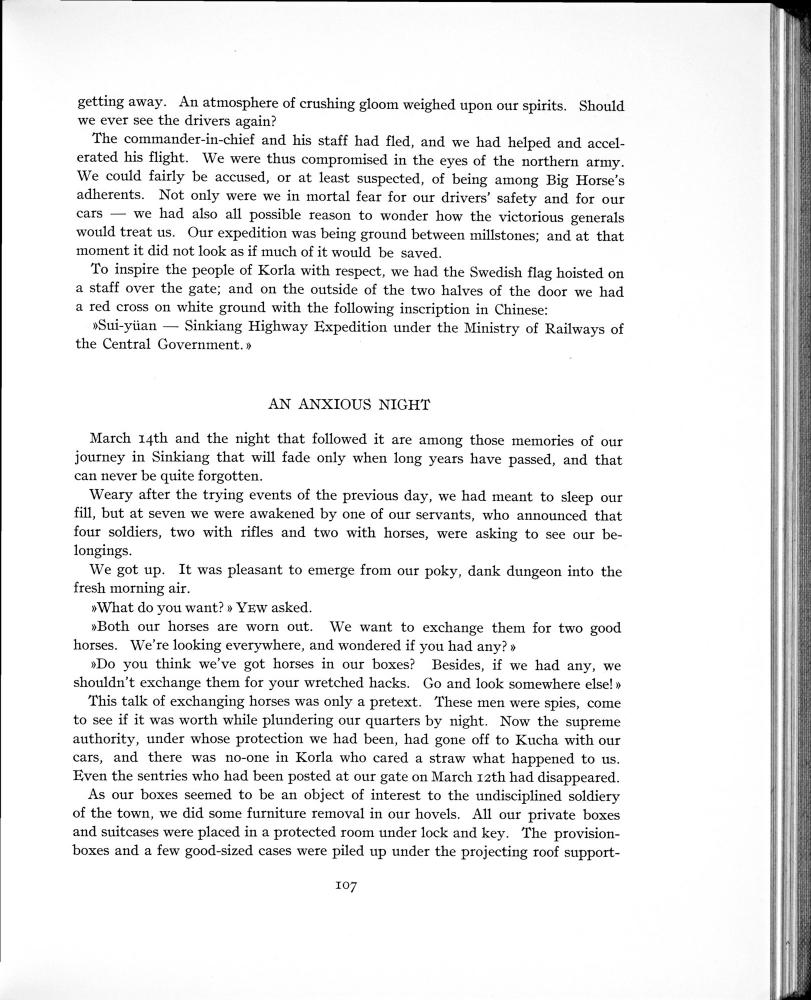 getting away. An atmosphere of crushing gloom weighed upon our spirits. Should
we ever see the drivers again?
The commander-in-chief and his staff had fled, and we had helped and accel-
erated his flight. We were thus compromised in the eyes of the northern army.
We could fairly be accused, or at least suspected, of being among Big Horse's
adherents. Not only were we in mortal fear for our drivers' safety and for our
cars — we had also all possible reason to wonder how the victorious generals
would treat us. Our expedition was being ground between millstones; and at that
moment it did not look as if much of it would be saved.
To inspire the people of Korla with respect, we had the Swedish flag hoisted on
a staff over the gate; and on the outside of the two halves of the door we had
a red cross on white ground with the following inscription in Chinese:
»Sui-yüan — Sinkiang Highway Expedition under the Ministry of Railways of
the Central Government.»
AN ANXIOUS NIGHT
March 14th and the night that followed it are among those memories of our
journey in Sinkiang that will fade only when long years have passed, and that
can never be quite forgotten.
Weary after the trying events of the previous day, we had meant to sleep our
fill, but at seven we were awakened by one of our servants, who announced that
four soldiers, two with rifles and two with horses, were asking to see our be-
longings.
We got up. It was pleasant to emerge from our poky, dank dungeon into the
fresh morning air.
»What do you want?» YEW asked.
»Both our horses are worn out. We want to exchange them for two good
horses. We're looking everywhere, and wondered if you had any?»
»Do you think we've got horses in our boxes? Besides, if we had any, we
shouldn't exchange them for your wretched hacks. Go and look somewhere else!»
This talk of exchanging horses was only a pretext. These men were spies, come
to see if it was worth while plundering our quarters by night. Now the supreme
authority, under whose protection we had been, had gone off to Kucha with our
cars, and there was no-one in Korla who cared a straw what happened to us.
Even the sentries who had been posted at our gate on March 12th had disappeared.
As our boxes seemed to be an object of interest to the undisciplined soldiery
of the town, we did some furniture removal in our hovels. All our private boxes
and suitcases were placed in a protected room under lock and key. The provision-
boxes and a few good-sized cases were piled up under the projecting roof support-
107